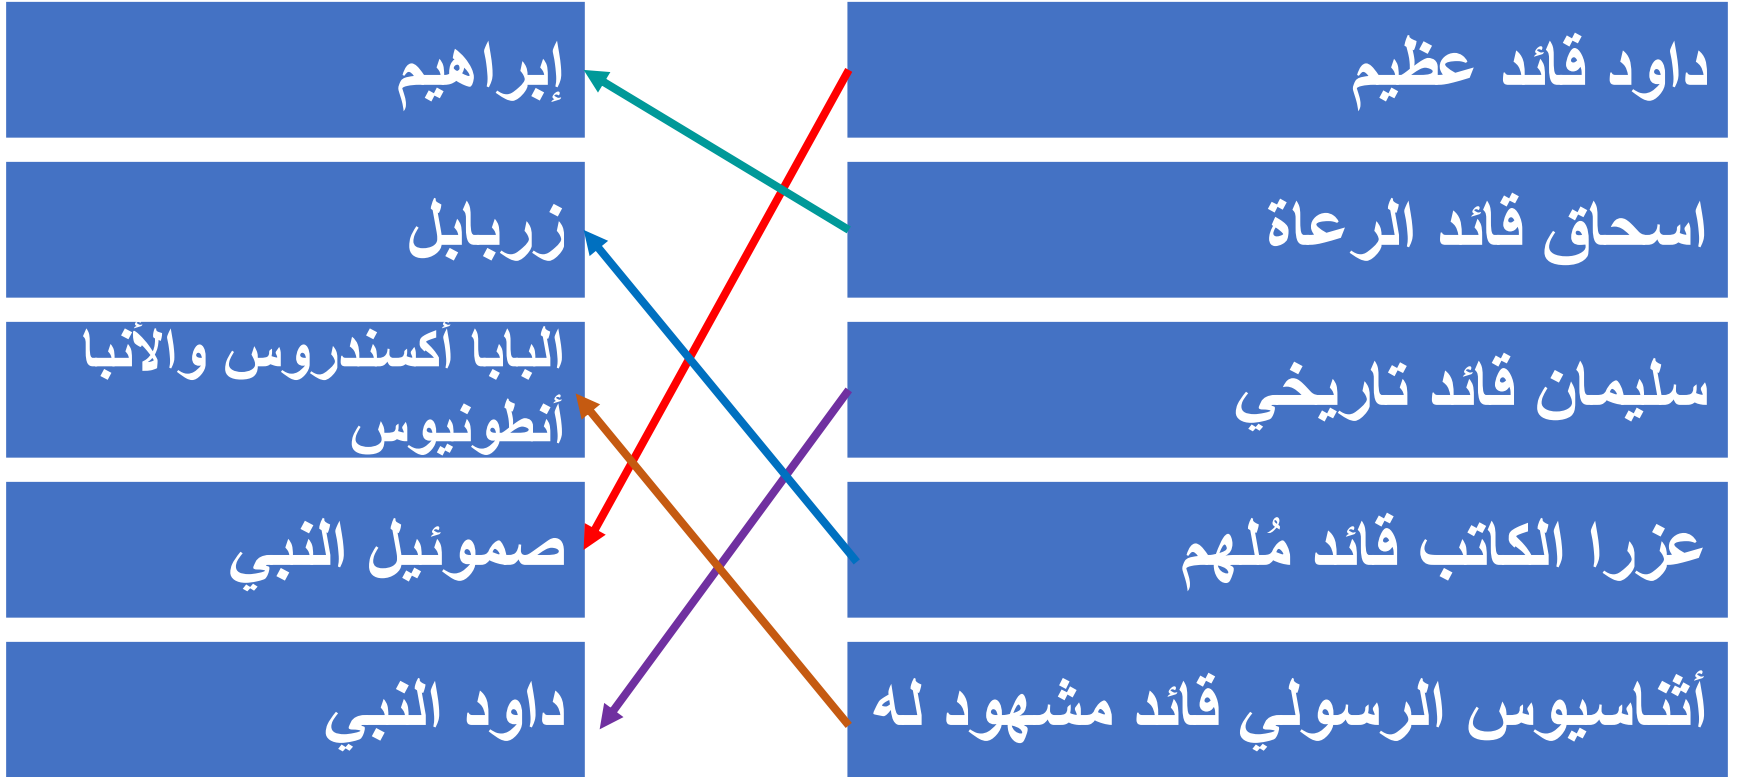 داود قائد عظيم
إبراهيم
اسحاق قائد الرعاة
زربابل
سليمان قائد تاريخي
البابا أكسندروس والأنبا
أنطونيوس
عزرا الكاتب قائد مُلهم
صموئيل النبي
أثناسيوس الرسولي قائد مشهود له
داود النبي